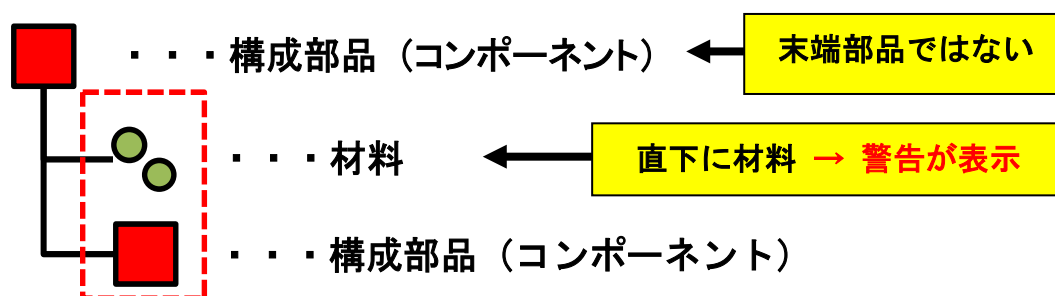 ・・・構成部品（コンポーネント） 末端部品ではない
・・・材料 直下に材料 → 警告が表示
・・・構成部品（コンポーネント）